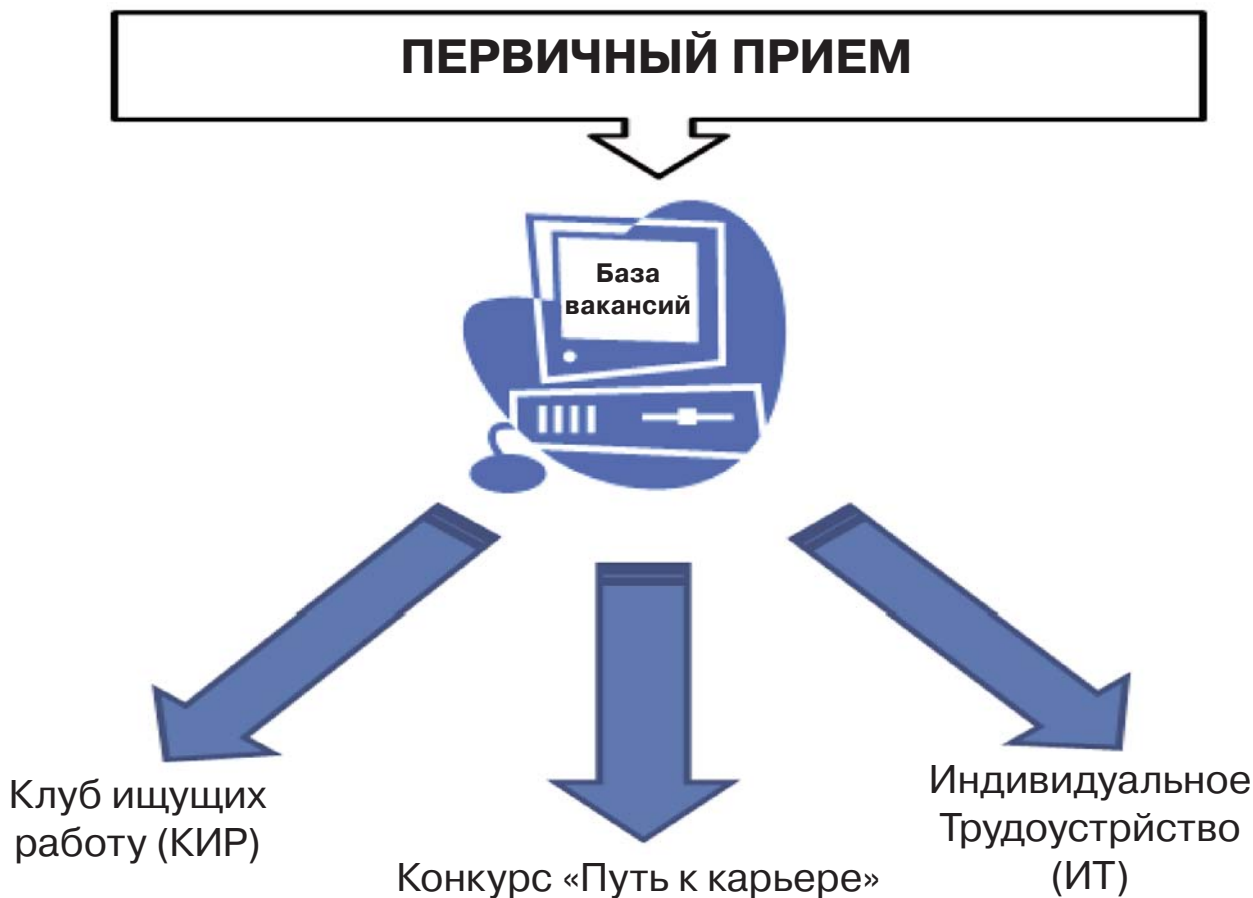 ПЕРВИЧНЫЙ ПРИЕМ
База
вакансий
Клуб ищущих
работу (КИР)
Конкурс «Путь к карьере»
Индивидуальное
Трудоустрйство
(ИТ)